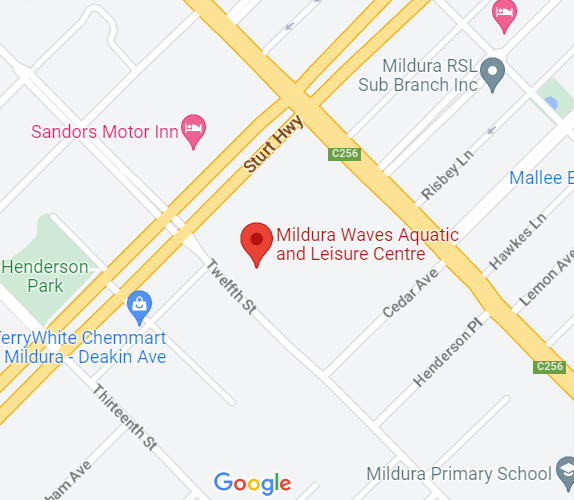 Mildura RSL
Sub Branch Inc
Sandors Motor Inn
Sturt Hwy
C256
Risbey Ln
Mallee
Mildura Waves Aquatic
and Leisure Centre
Hawkes Ln
Henderson
Park
Twelfth St
Cedar Ave
Lemon Ave
TerryWhite Chemmart
Mildura - Deakin Ave
Henderson Pl
C256
Thirteenth St
Ave
Google
Mildura Primary School